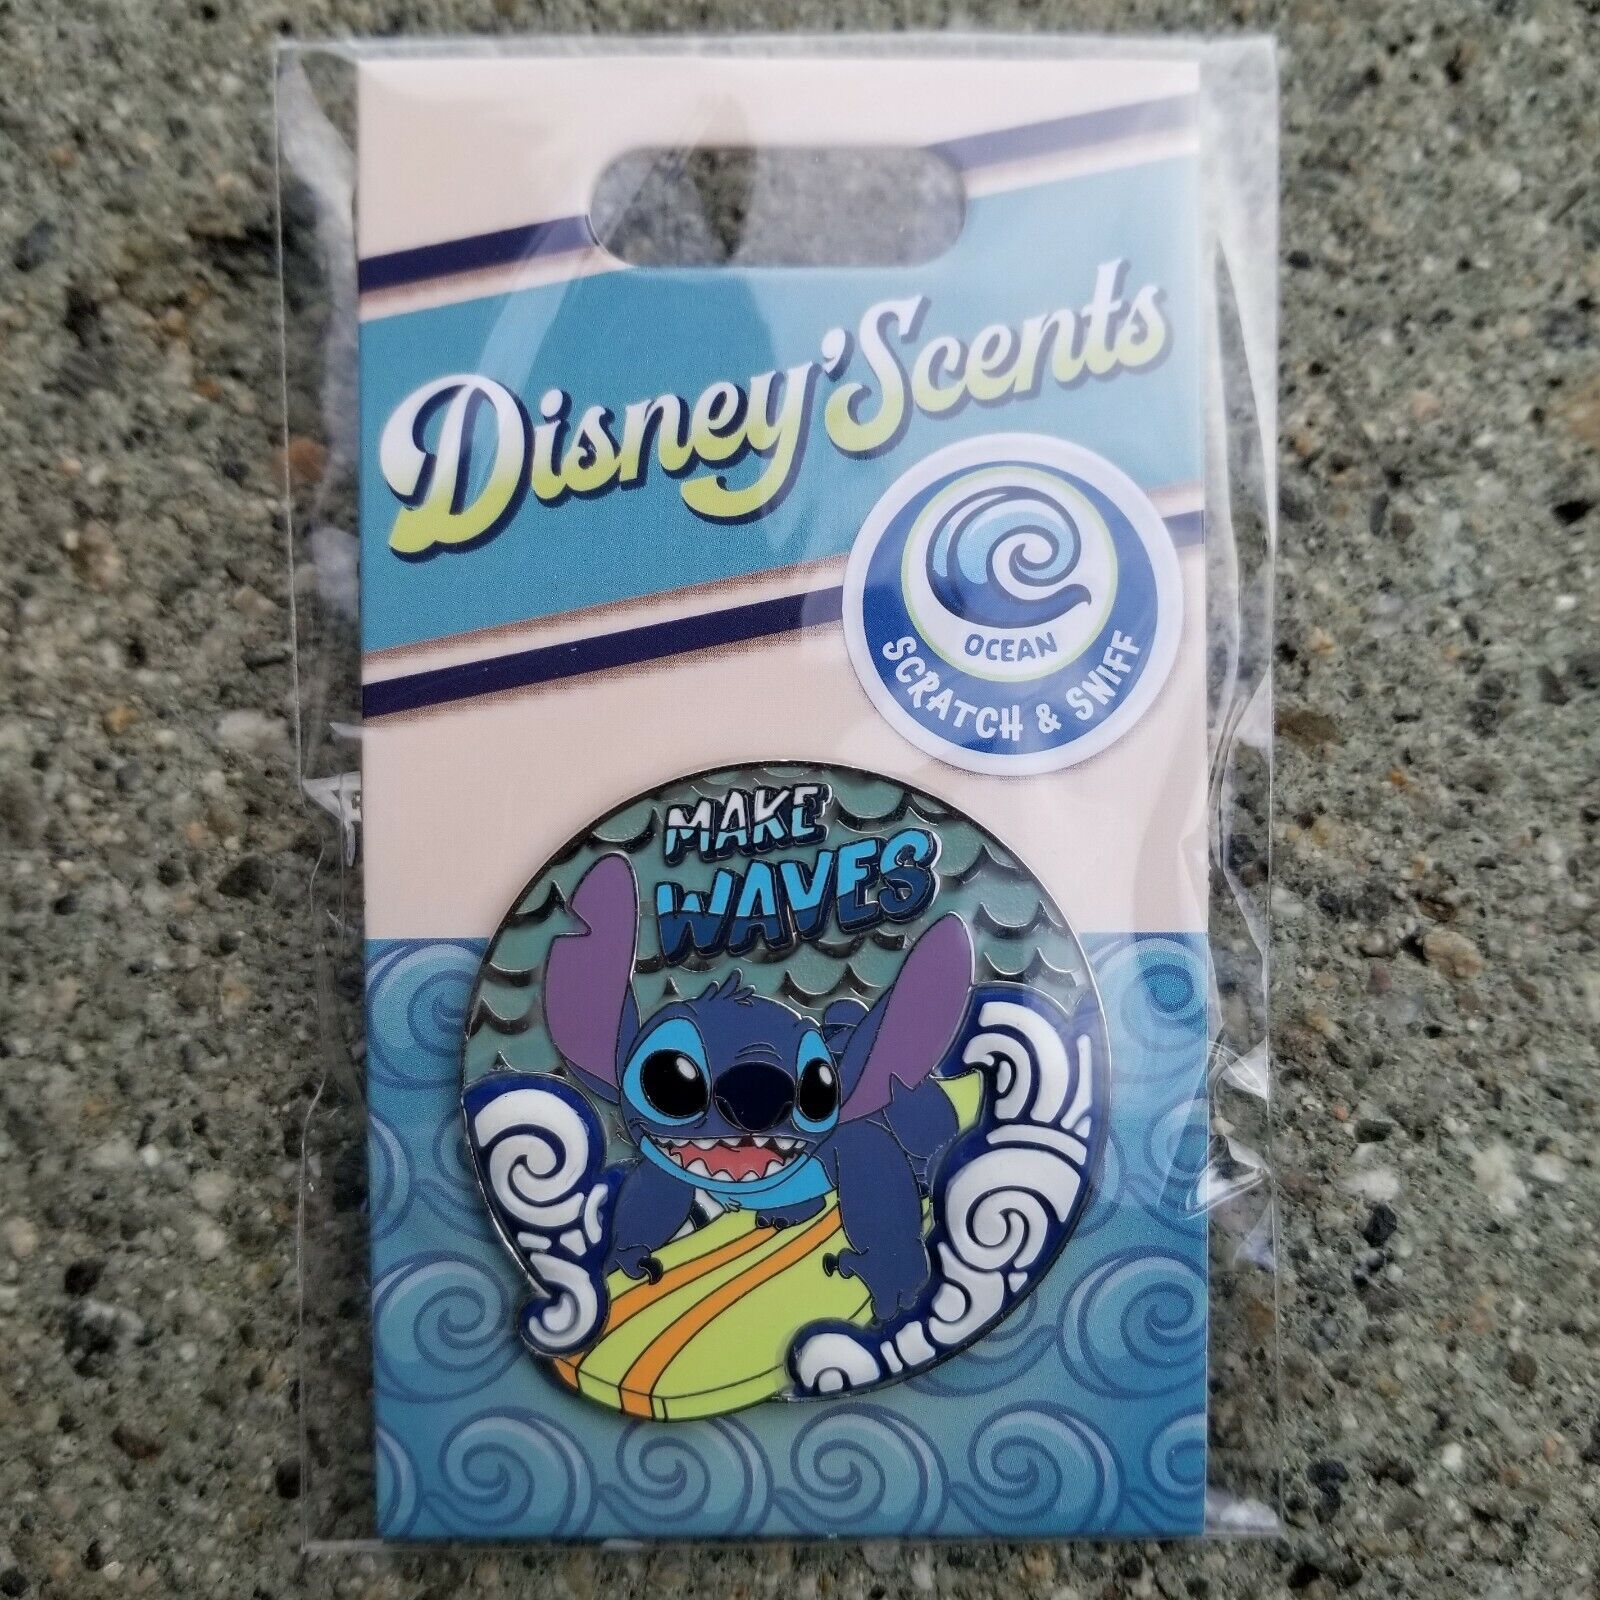 Disney'Scents
OCEAN
SCRATCH & SNIFF
MAKE
WAVES